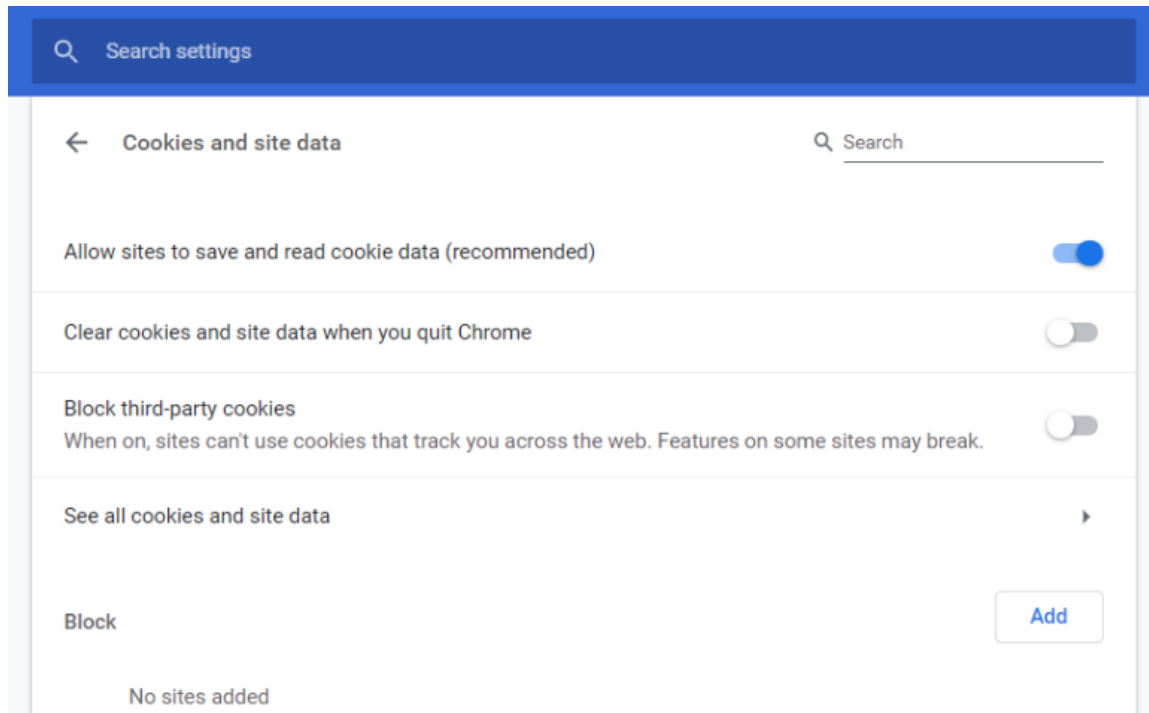 Search settings
Cookies and site data
Search
Allow sites to save and read cookie data (recommended)
Clear cookies and site data when you quit Chrome
Block third-party cookies
When on, sites can't use cookies that track you across the web. Features on some sites may break.
See all cookies and site data
Block
Add
No sites added